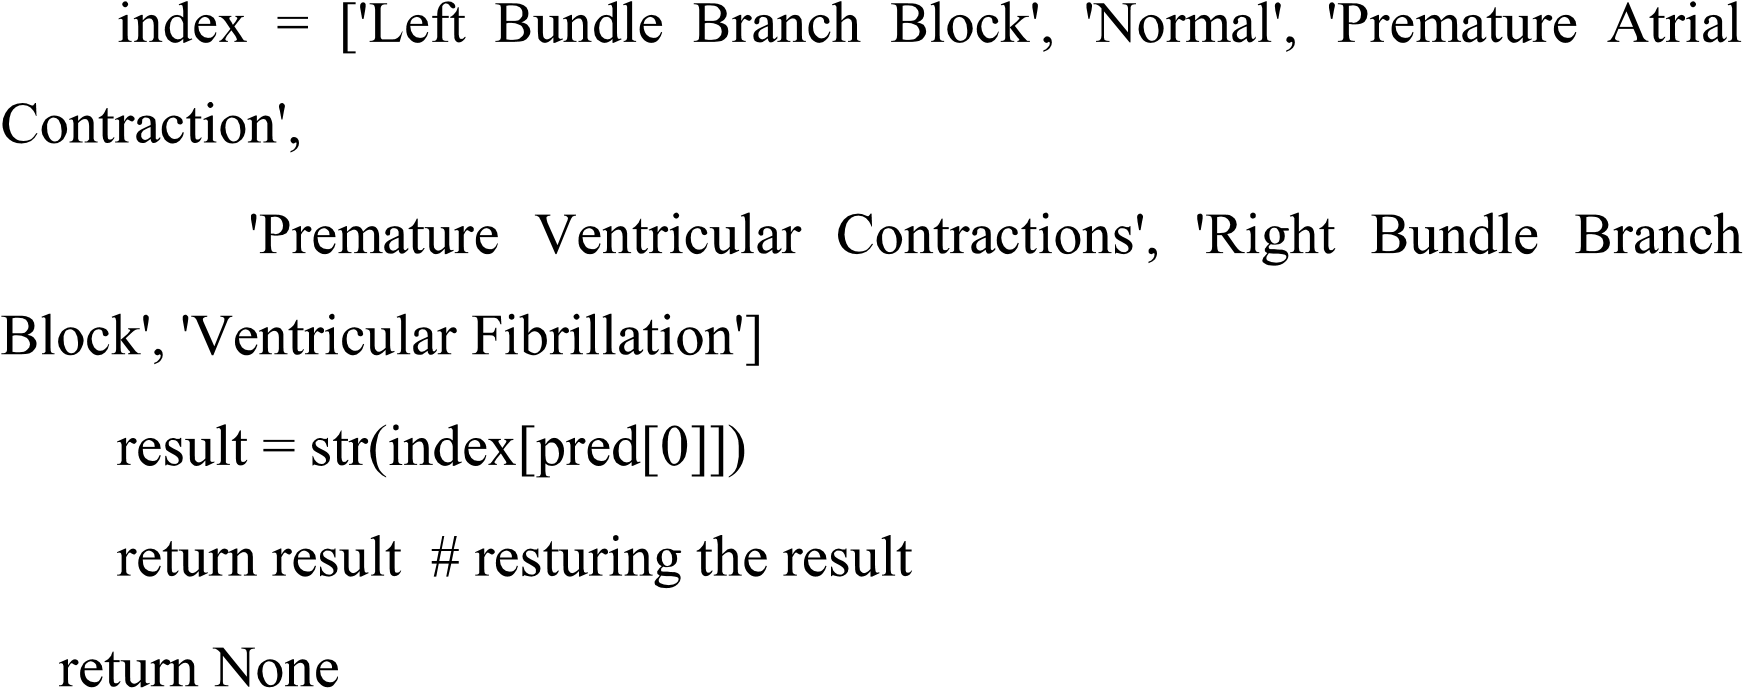 index = ['Left Bundle Branch Block', 'Normal', 'Premature Atrial
Contraction',
'Premature Ventricular Contractions', 'Right Bundle Branch
Block', 'Ventricular Fibrillation']
result = str(index[pred[0]])
return result  # resturing the result
return None